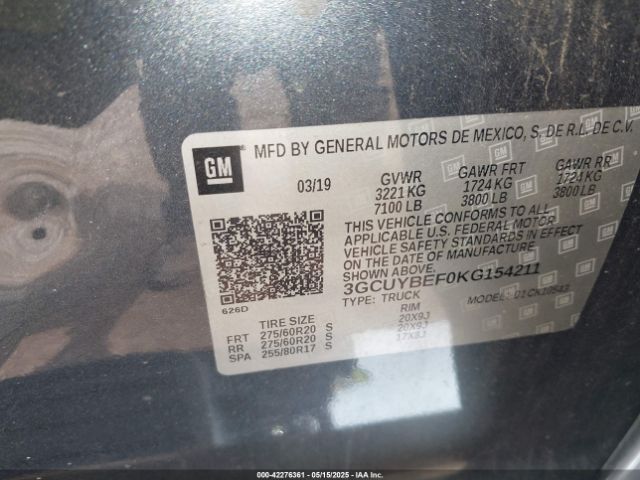 GM
MFD BY GENERAL MOTORS DE MEXICO, S. DE R.L. DE C.V.
03/19 GVWR GAWR FRT GAWR RR
3221 KG 1724 KG 1724 KG
7100 LB 3800 LB 3800 LB
THIS VEHICLE CONFORMS TO ALL
APPLICABLE U.S. FEDERAL MOTOR
VEHICLE SAFETY STANDARDS IN EFFECT
ON THE DATE OF MANUFACTURE
SHOWN ABOVE.
3GCUYBEF0KG154211
TYPE: TRUCK MODEL: D1CK10543
626D
TIRE SIZE RIM
FRT 275/60R20 S 20X9J
RR 275/60R20 S 20X9J
SPA 255/80R17 S 17X8J
000-42276361 - 05/15/2025 - IAAI Inc.